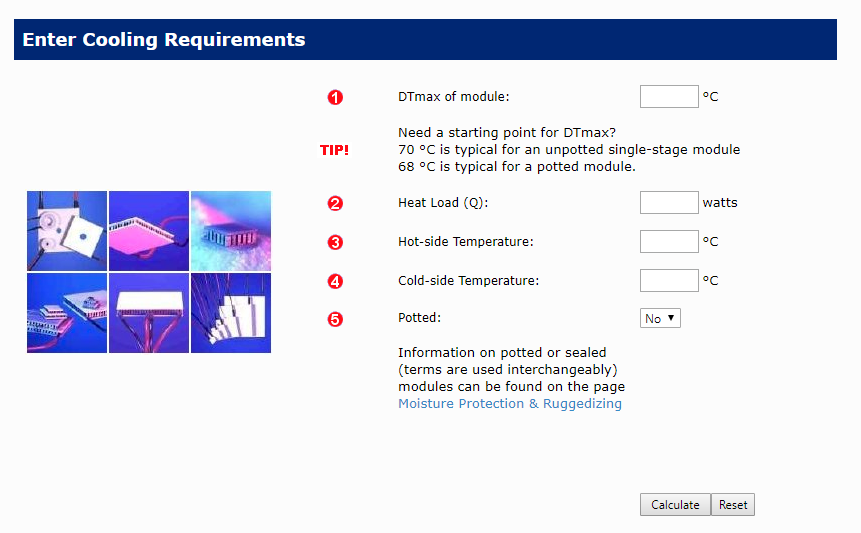 Enter Cooling Requirements
1 DTmax of module: °C
TIP! Need a starting point for DTmax?
70 °C is typical for an unpotted single-stage module
68 °C is typical for a potted module.
2 Heat Load (Q): watts
3 Hot-side Temperature: °C
4 Cold-side Temperature: °C
5 Potted: No
Information on potted or sealed
(terms are used interchangeably)
modules can be found on the page
Moisture Protection & Ruggedizing
Calculate Reset